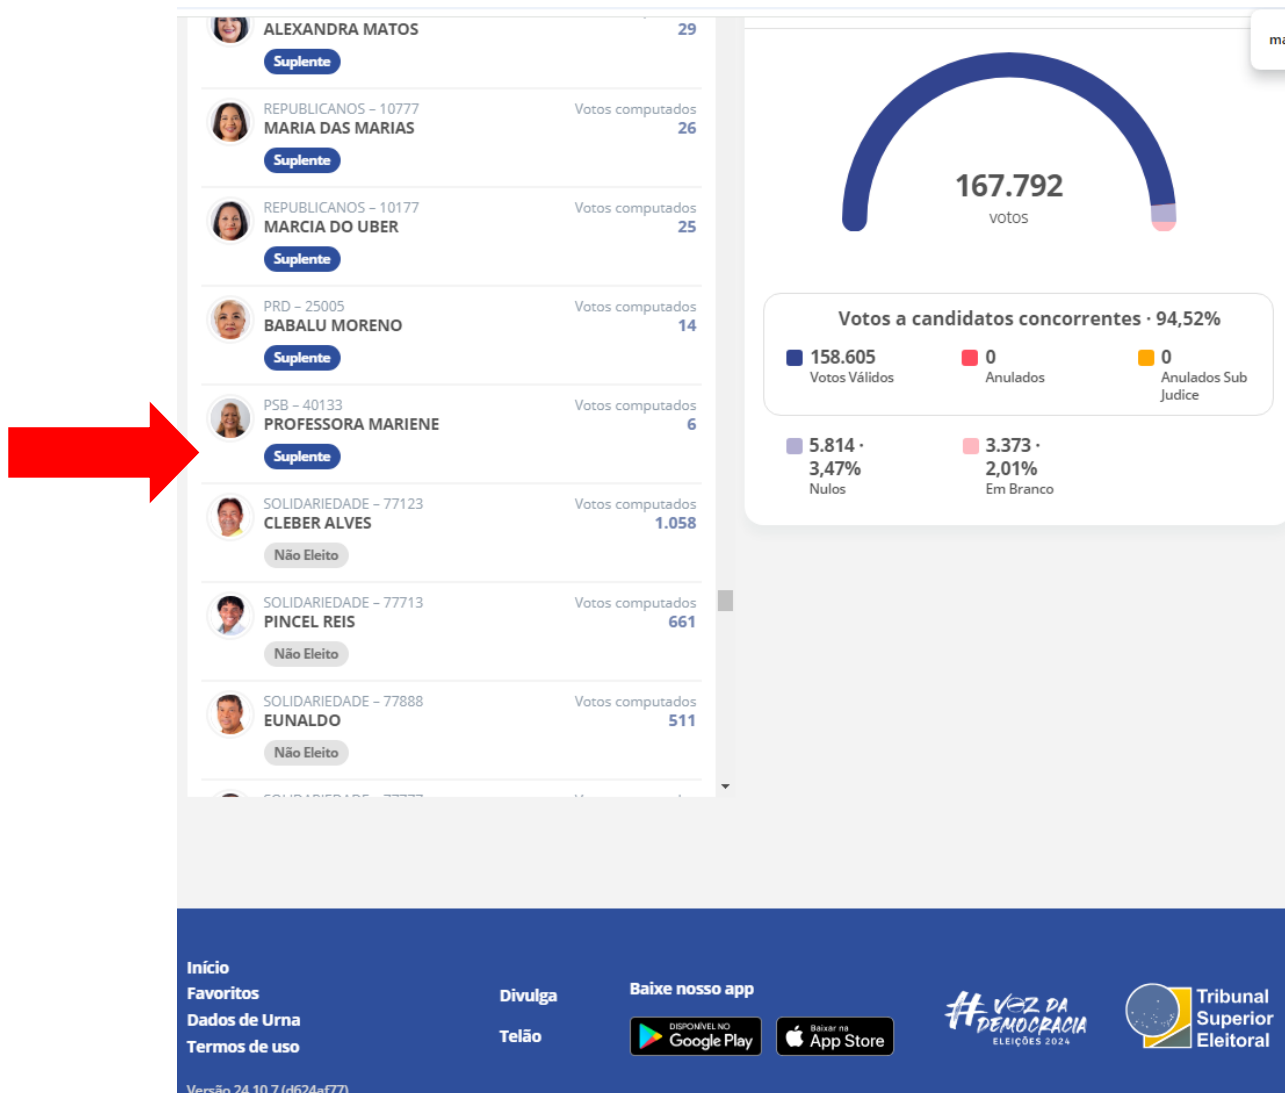 ALEXANDRA MATOS
29
Suplente
REPUBLICANOS – 10777
Votos computados
MARIA DAS MARIAS
26
Suplente
REPUBLICANOS – 10177
Votos computados
MARCIA DO UBER
25
Suplente
PRD – 25005
Votos computados
BABALU MORENO
14
Suplente
PSB – 40133
Votos computados
PROFESSORA MARIENE
6
Suplente
SOLIDARIEDADE – 77123
Votos computados
CLEBER ALVES
1.058
Não Eleito
SOLIDARIEDADE – 77713
Votos computados
PINCEL REIS
661
Não Eleito
SOLIDARIEDADE – 77888
Votos computados
EUNALDO
511
Não Eleito
ma
167.792
votos
Votos a candidatos concorrentes · 94,52%
158.605
Votos Válidos
0
Anulados
0
Anulados Sub
Judice
5.814 ·
3,47%
Nulos
3.373 ·
2,01%
Em Branco
Início
Favoritos
Dados de Urna
Termos de uso
Divulga
Telão
Baixe nosso app
DISPONÍVEL NO
Google Play
Baixar na
App Store
# VOZ DA
DEMOCRACIA
ELEIÇÕES 2024
Tribunal
Superior
Eleitoral
Versão 24.10.7 (d624af77)